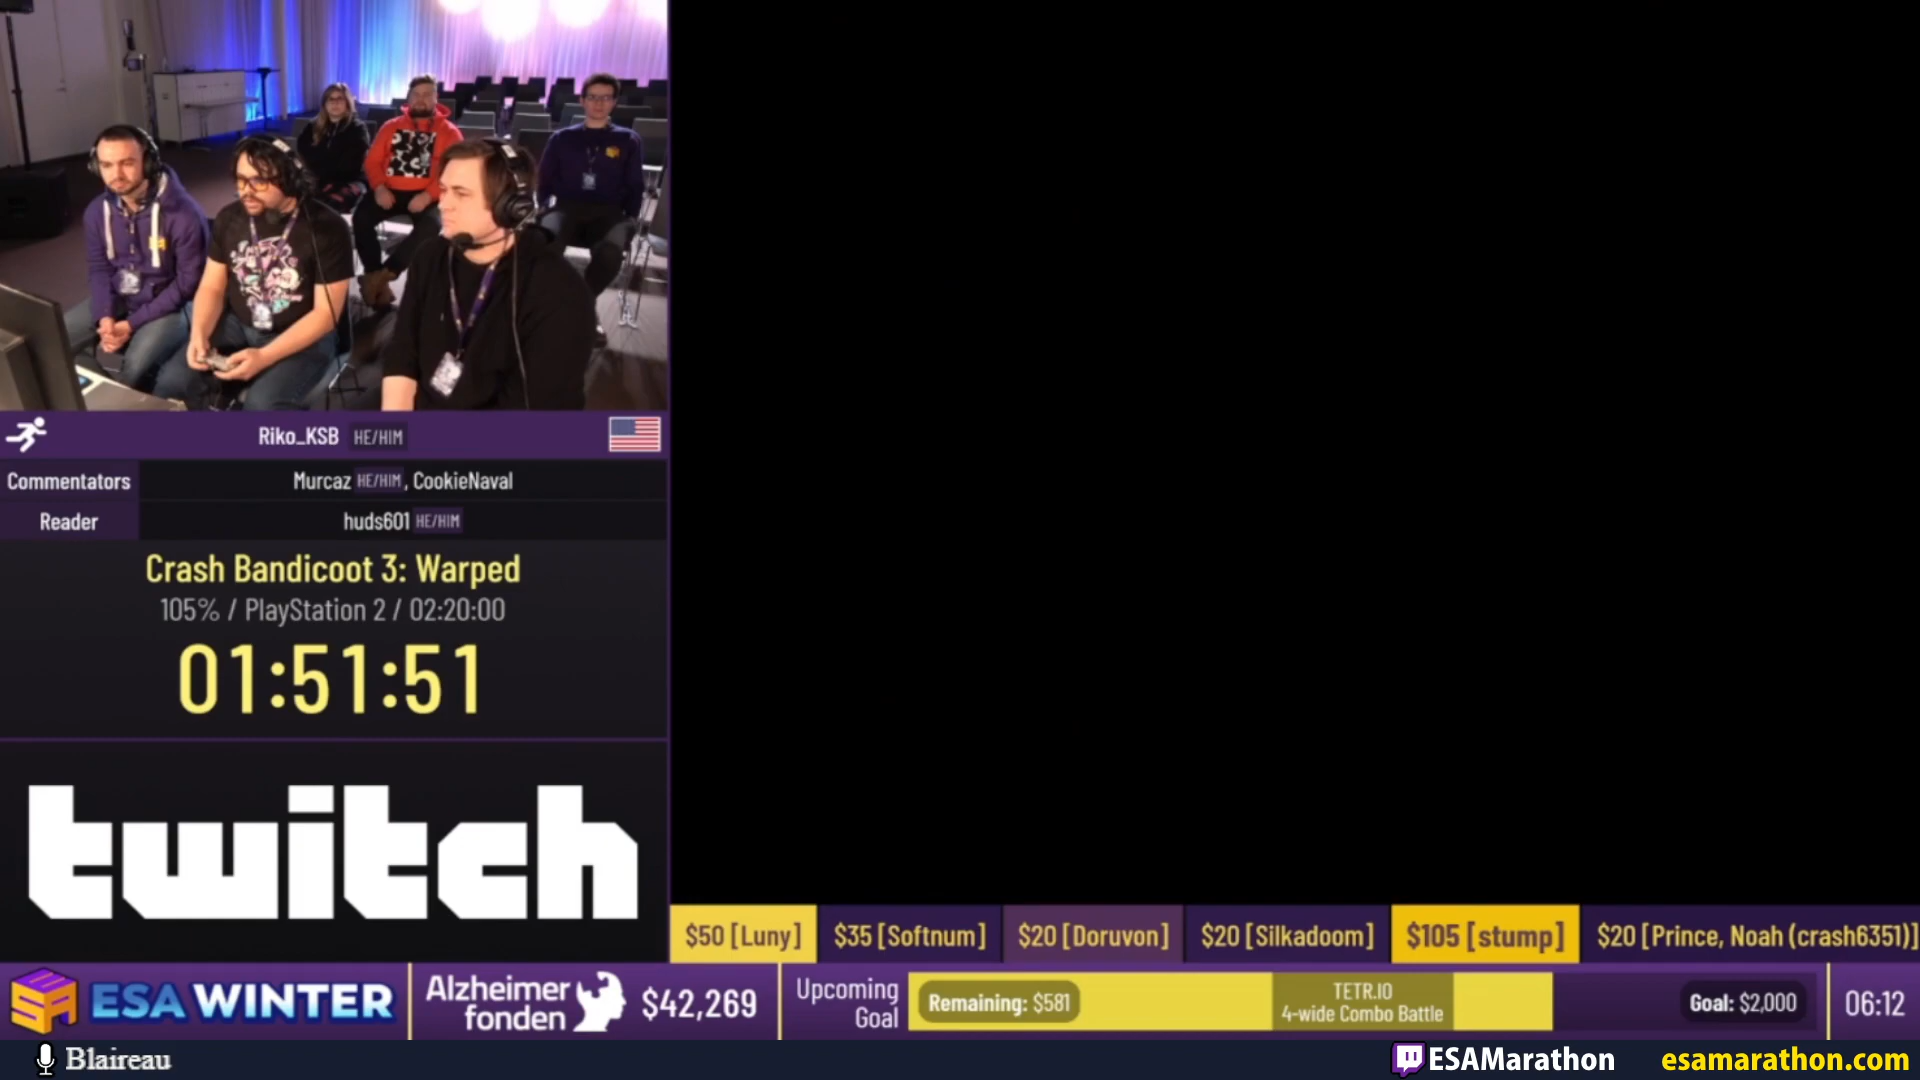 Riko_KSB HE/HIM
Commentators Murcaz HE/HIM, CookieNaval
Reader huds601 HE/HIM
Crash Bandicoot 3: Warped
105% / PlayStation 2 / 02:20:00
01:51:51
twitch
$50 [Luny] $35 [Softnum] $20 [Doruvon] $20 [Silkadoom] $105 [stump] $20 [Prince, Noah (crash6351)]
ESA WINTER
Alzheimer
fonden
$42,269
Upcoming
Goal
Remaining: $581
TETR.IO
4-wide Combo Battle
Goal: $2,000
06:12
Blaireau
ESAMarathon
esamarathon.com